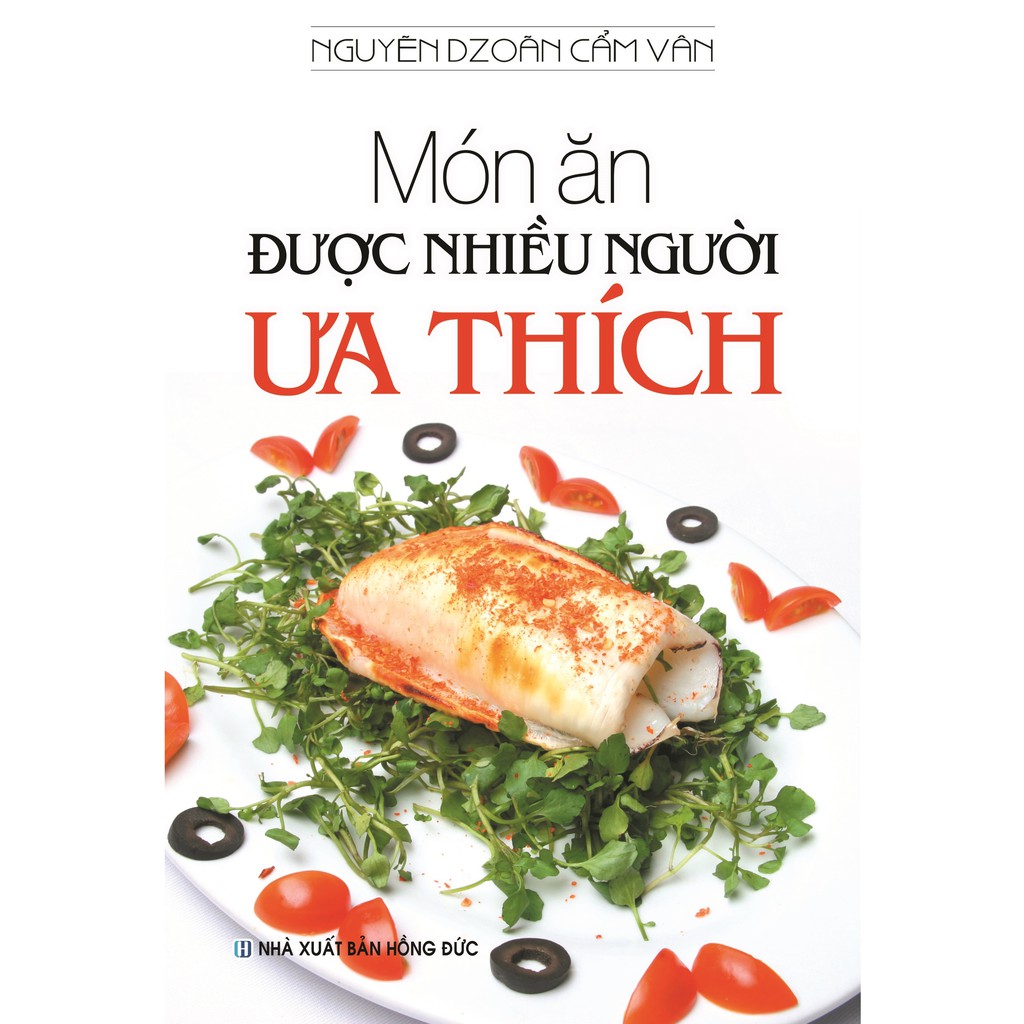 NGUYỄN DZOÃN CẨM VÂN
Món ăn
ĐƯỢC NHIỀU NGƯỜI
ƯA THÍCH
NHÀ XUẤT BẢN HỒNG ĐỨC